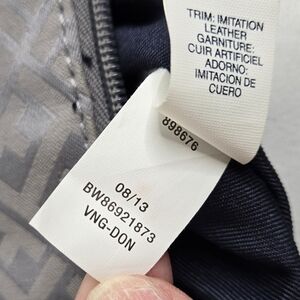 TRIM: IMITATION
LEATHER
GARNITURE:
CUIR ARTIFICIEL
ADORNO:
IMITACION DE
CUERO
898676
08/13
BW86921873
VNG-DON